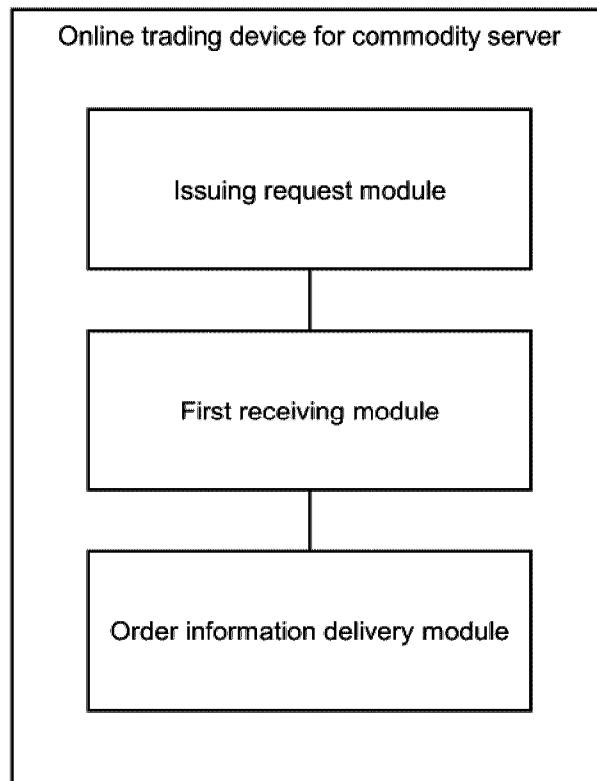 Online trading device for commodity server
Issuing request module
First receiving module
Order information delivery module